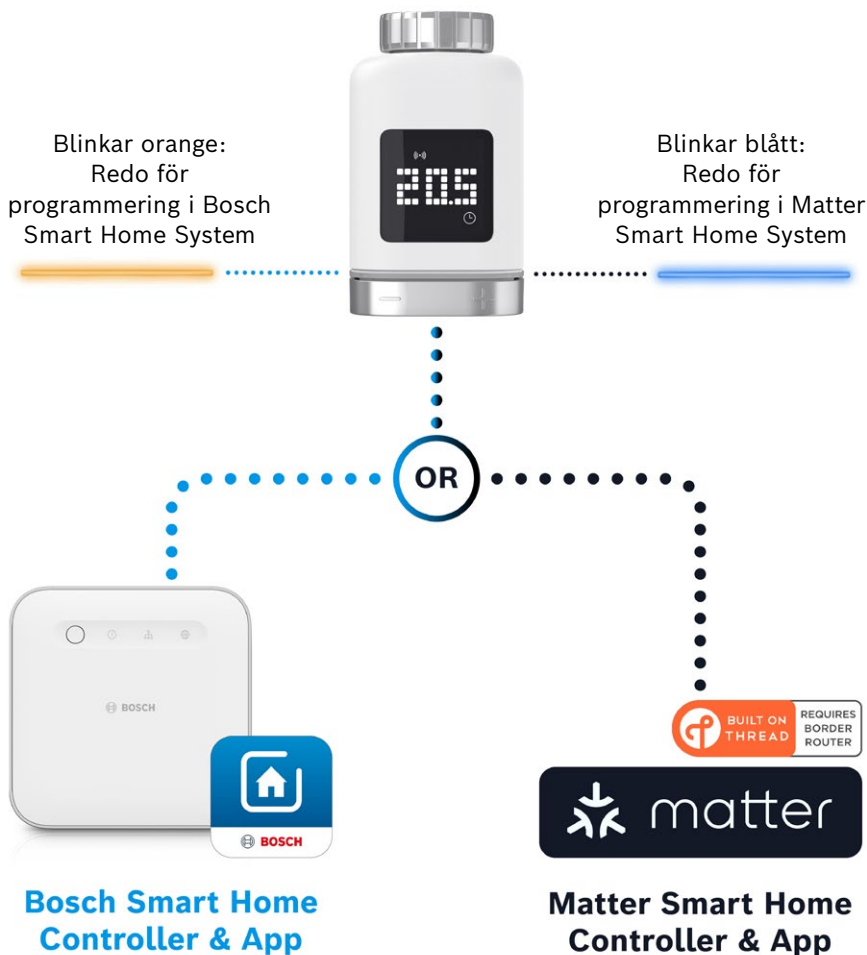 20.5
Blinkar orange:
Redo för
programmering i Bosch
Smart Home System
Blinkar blått:
Redo för
programmering i Matter
Smart Home System
OR
BOSCH
BOSCH
BUILT ON
THREAD
REQUIRES
BORDER
ROUTER
matter
Bosch Smart Home
Controller & App
Matter Smart Home
Controller & App